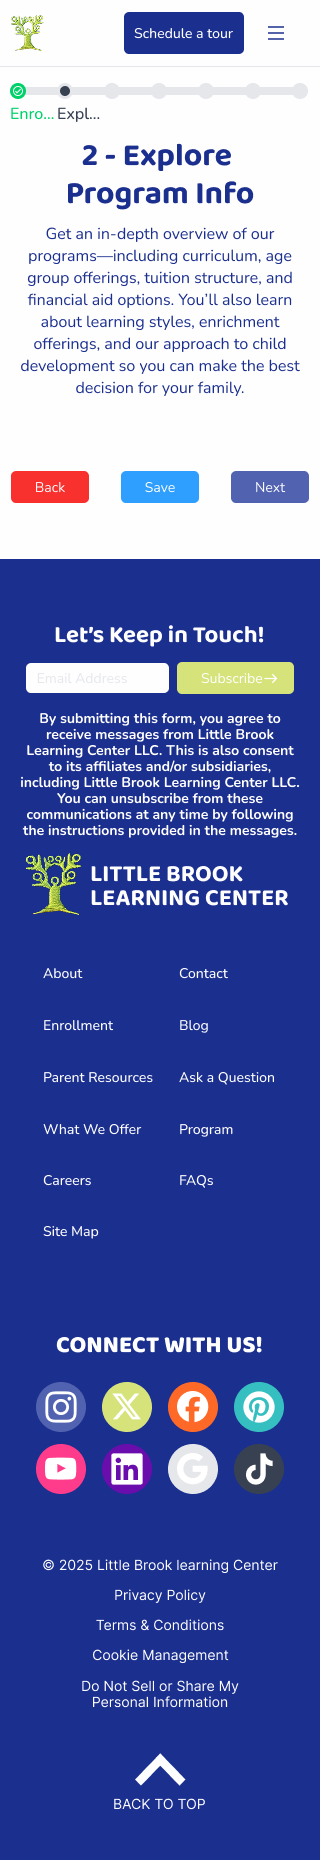 Schedule a tour
Enro... Expl...
2 - Explore
Program Info
Get an in-depth overview of our
programs—including curriculum, age
group offerings, tuition structure, and
financial aid options. You’ll also learn
about learning styles, enrichment
offerings, and our approach to child
development so you can make the best
decision for your family.
Back Save Next
Let’s Keep in Touch!
Email Address Subscribe
By submitting this form, you agree to
receive messages from Little Brook
Learning Center LLC. This is also consent
to its affiliates and/or subsidiaries,
including Little Brook Learning Center LLC.
You can unsubscribe from these
communications at any time by following
the instructions provided in the messages.
LITTLE BROOK
LEARNING CENTER
About Contact
Enrollment Blog
Parent Resources Ask a Question
What We Offer Program
Careers FAQs
Site Map
CONNECT WITH US!
© 2025 Little Brook learning Center
Privacy Policy
Terms & Conditions
Cookie Management
Do Not Sell or Share My
Personal Information
BACK TO TOP